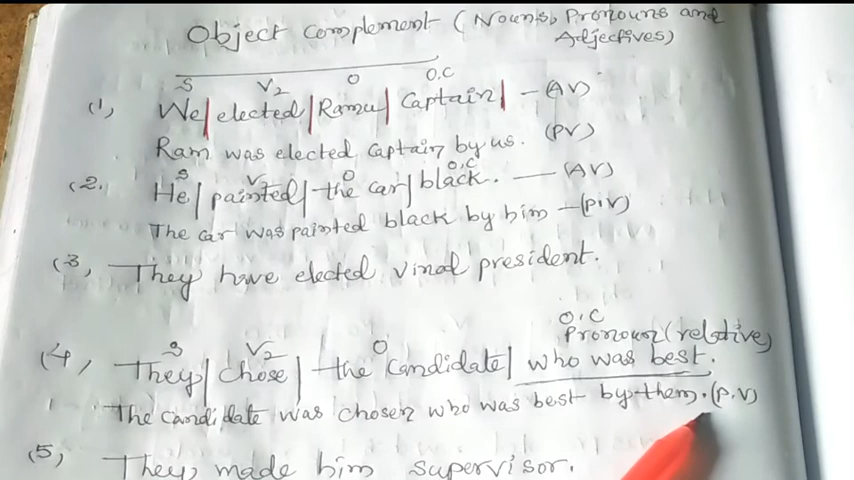 Object Complement (Nouns, Pronouns and
Adjectives)
S V2 O O.C
(1, We| elected |Ramu| Captain| - (AV)
Ram was elected captain by us. (PV)
S V O O.C
(2. He| painted| the car| black. — (AV)
The car was painted black by him - (P.V)
(3, They have elected vimal president.
O.C
S V2 O Pronoun (relative)
(4, They| chose| the candidate| who was best.
The candidate was chosen who was best by them. (P.V)
(5, They made him supervisor.